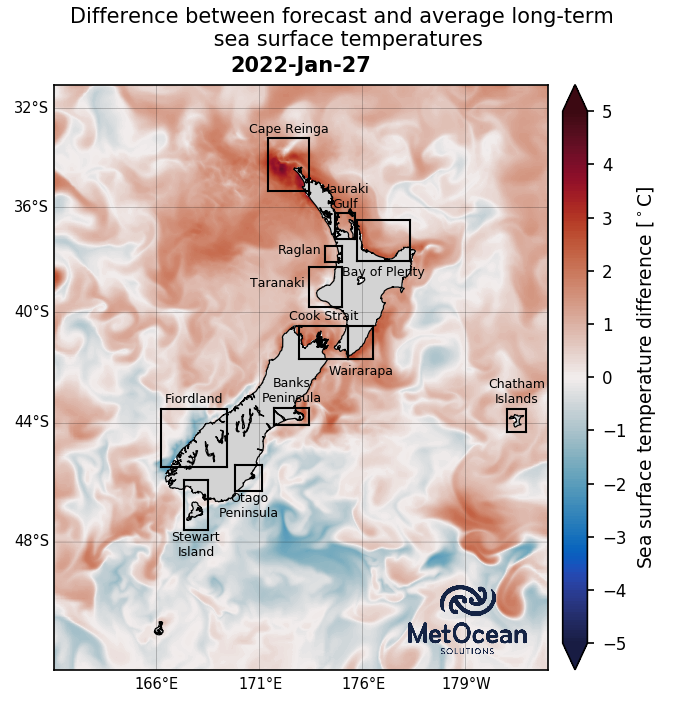 Difference between forecast and average long-term
sea surface temperatures
2022-Jan-27
32°S
36°S
40°S
44°S
48°S
Cape Reinga
Hauraki
Gulf
Raglan
Bay of Plenty
Taranaki
Cook Strait
Wairarapa
Banks
Peninsula
Fiordland
Chatham
Islands
Otago
Peninsula
Stewart
Island
MetOcean
SOLUTIONS
166°E
171°E
176°E
179°W
5
4
3
2
1
0
−1
−2
−3
−4
−5
Sea surface temperature difference [°C]